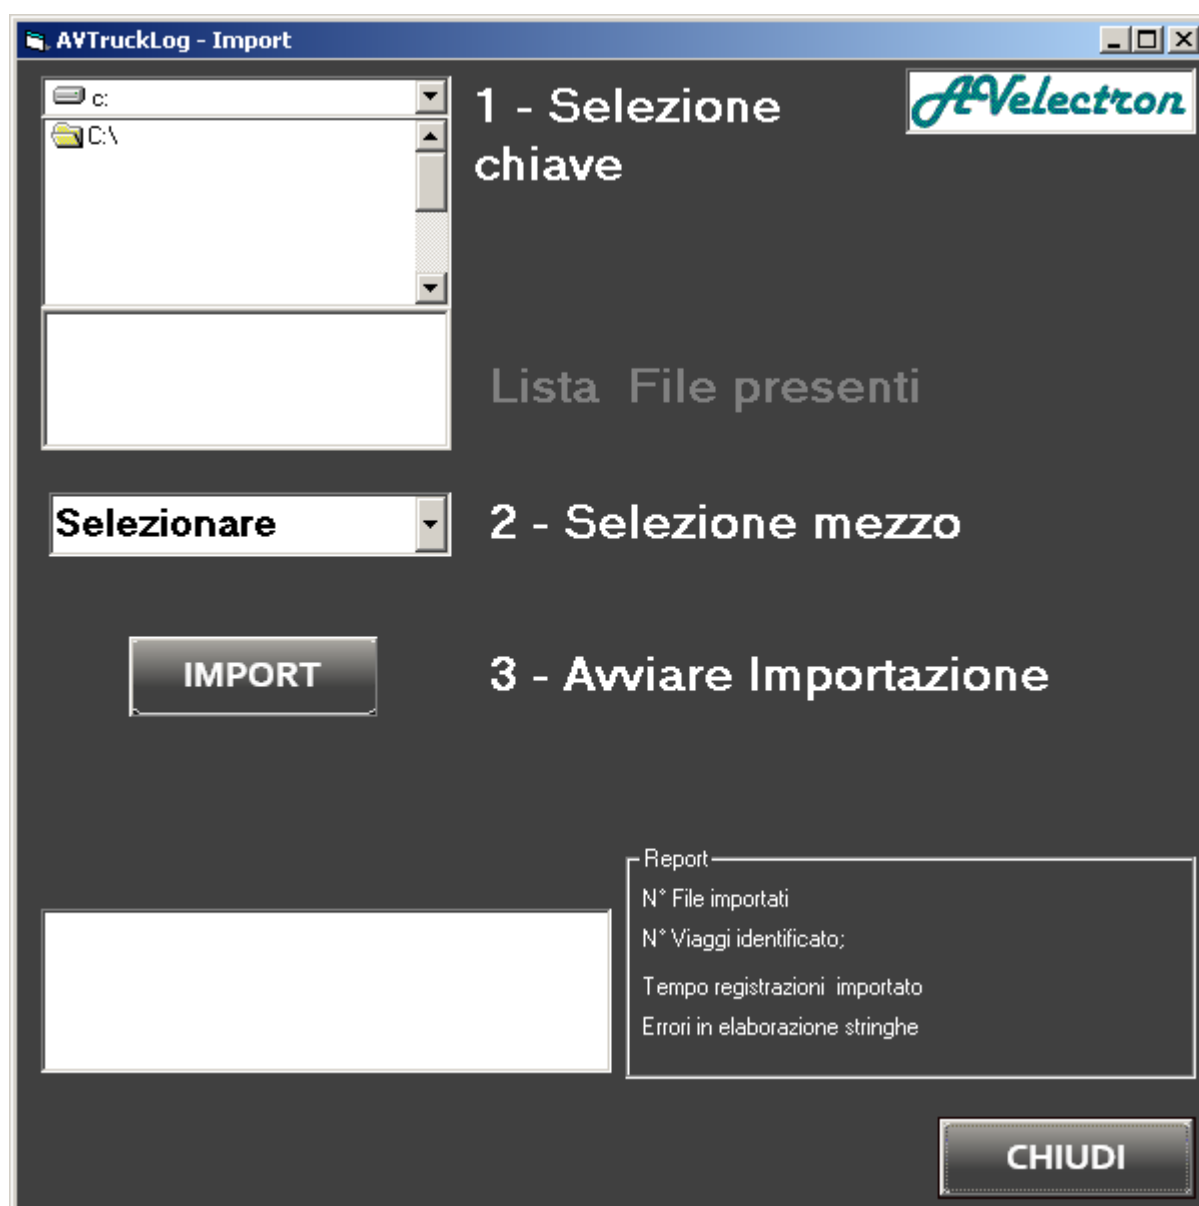 AVTruckLog - Import
c:
C:\
1 - Selezione
chiave
AVelectron
Lista  File presenti
Selezionare
2 - Selezione mezzo
IMPORT
3 - Avviare Importazione
Report
N° File importati
N° Viaggi identificato;
Tempo registrazioni  importato
Errori in elaborazione stringhe
CHIUDI